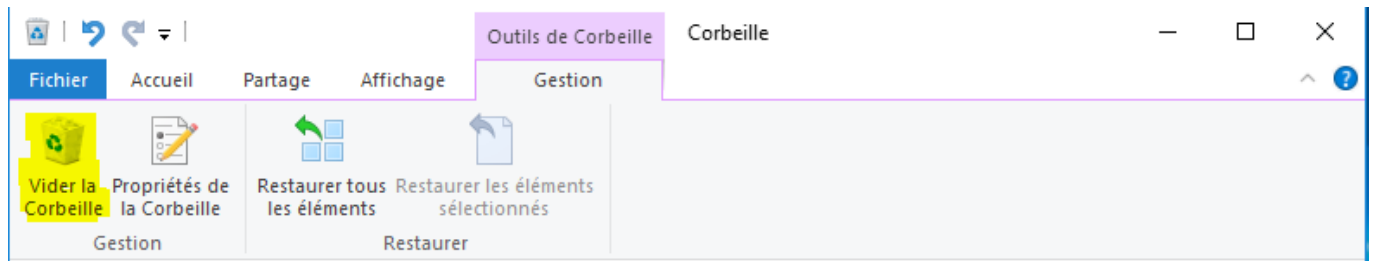 Outils de Corbeille
Corbeille
Fichier
Accueil
Partage
Affichage
Gestion
Vider la
Corbeille
Propriétés de
la Corbeille
Restaurer tous
les éléments
Restaurer les éléments
sélectionnés
Gestion
Restaurer